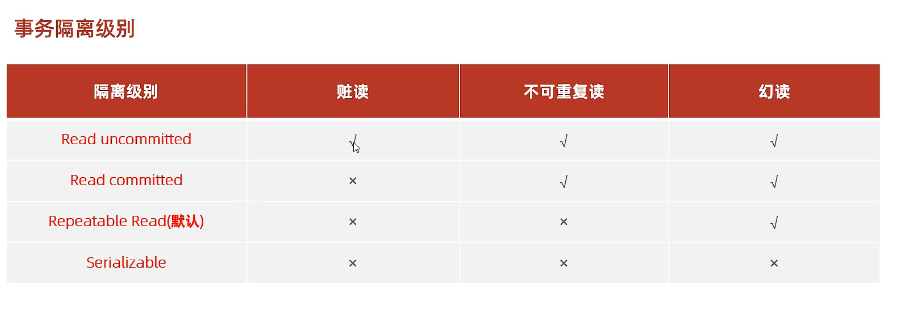 事务隔离级别
隔离级别 脏读 不可重复读 幻读
Read uncommitted √ √ √
Read committed × √ √
Repeatable Read(默认) × × √
Serializable × × ×